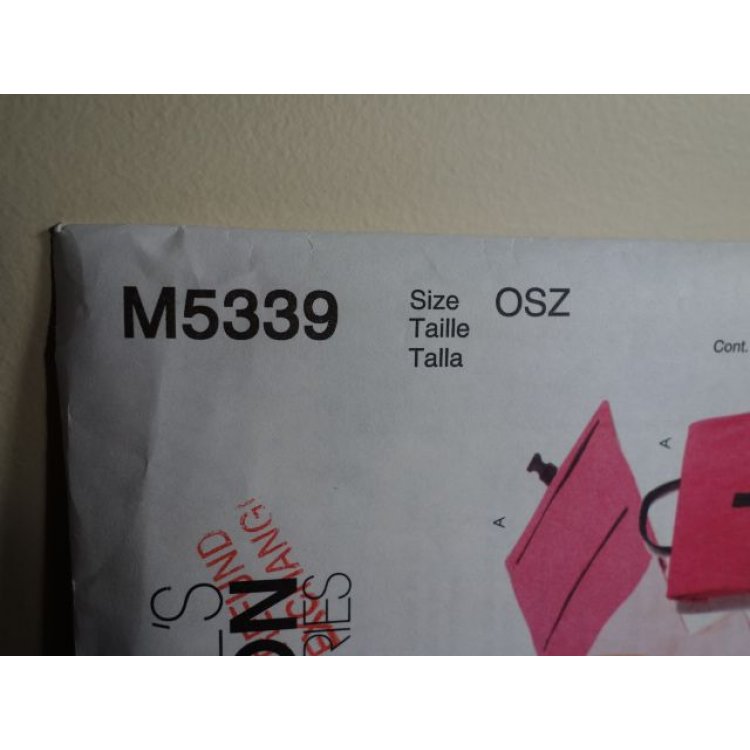 M5339
Size OSZ
Taille
Talla
Cont.
A
A
'S